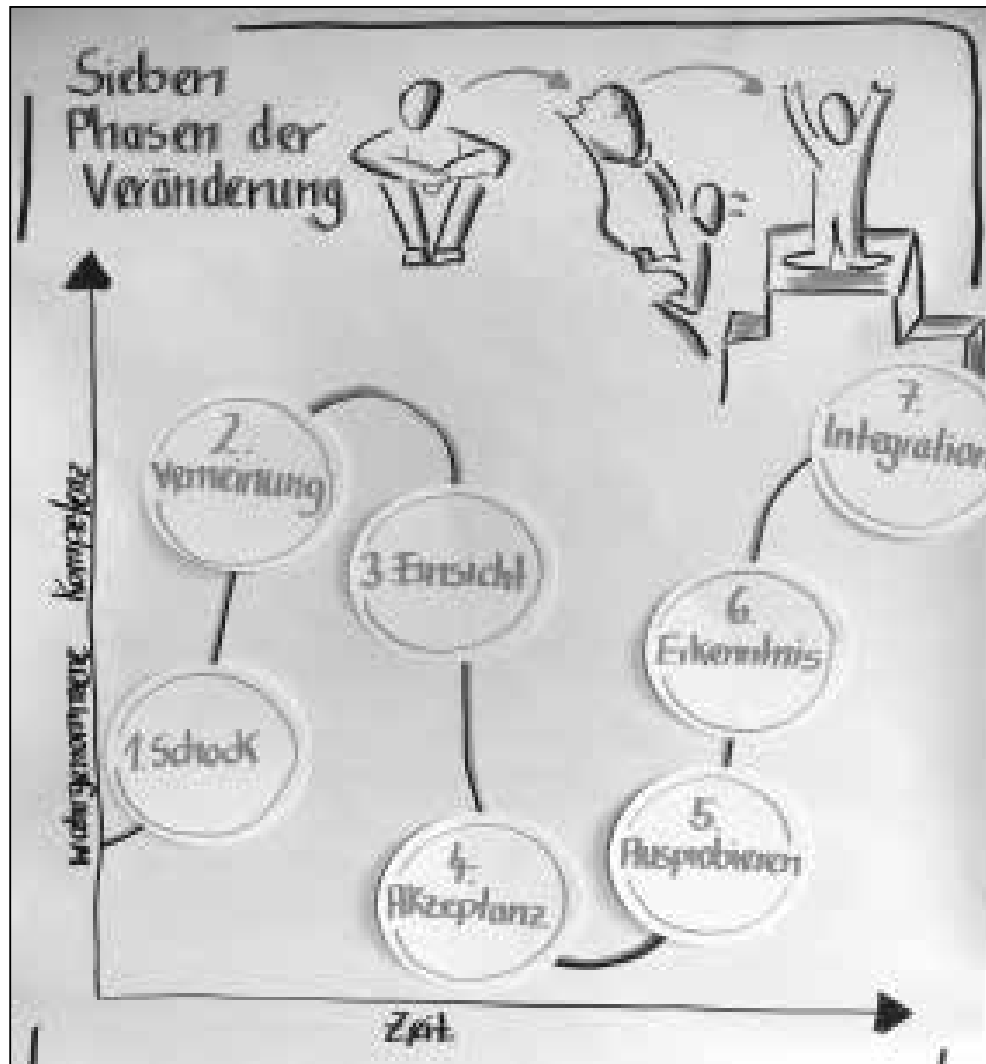 Sieben
Phasen der
Veränderung
Wahrgenommene Kompetenz
1. Schock
2.
Verneinung
3. Einsicht
4.
Akzeptanz
5.
Ausprobieren
6.
Erkenntnis
7.
Integration
Zeit